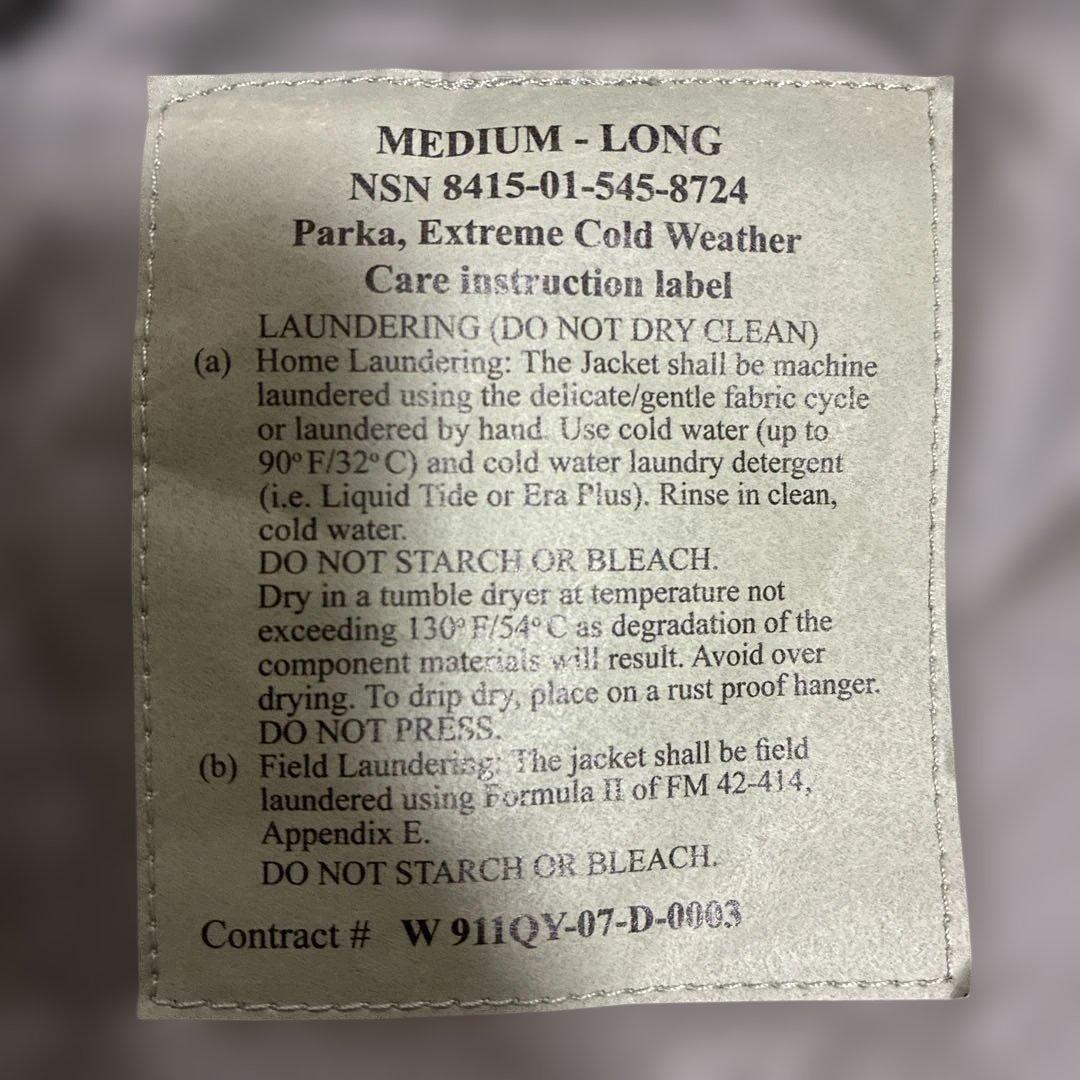 MEDIUM - LONG
NSN 8415-01-545-8724
Parka, Extreme Cold Weather
Care instruction label
LAUNDERING (DO NOT DRY CLEAN)
(a) Home Laundering: The Jacket shall be machine
laundered using the delicate/gentle fabric cycle
or laundered by hand. Use cold water (up to
90° F/32° C) and cold water laundry detergent
(i.e. Liquid Tide or Era Plus). Rinse in clean,
cold water.
DO NOT STARCH OR BLEACH.
Dry in a tumble dryer at temperature not
exceeding 130° F/54° C as degradation of the
component materials will result. Avoid over
drying. To drip dry, place on a rust proof hanger.
DO NOT PRESS.
(b) Field Laundering: The jacket shall be field
laundered using Formula II of FM 42-414,
Appendix E.
DO NOT STARCH OR BLEACH.
Contract # W 911QY-07-D-0003